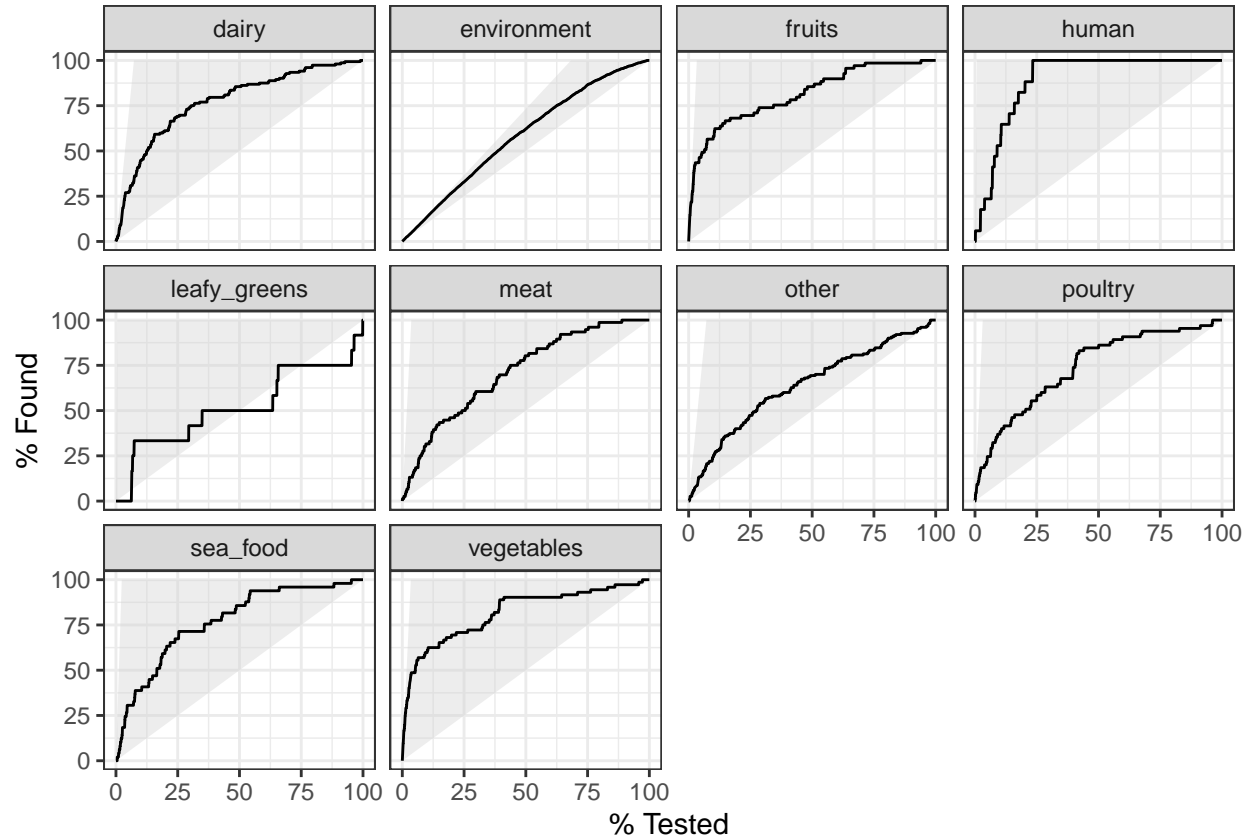 dairy environment fruits human
100
75
50
25
0
leafy_greens meat other poultry
100
75
50
25
0
0 25 50 75 100 0 25 50 75 100
sea_food vegetables
100
75
50
25
0
0 25 50 75 100 0 25 50 75 100
% Tested
% Found